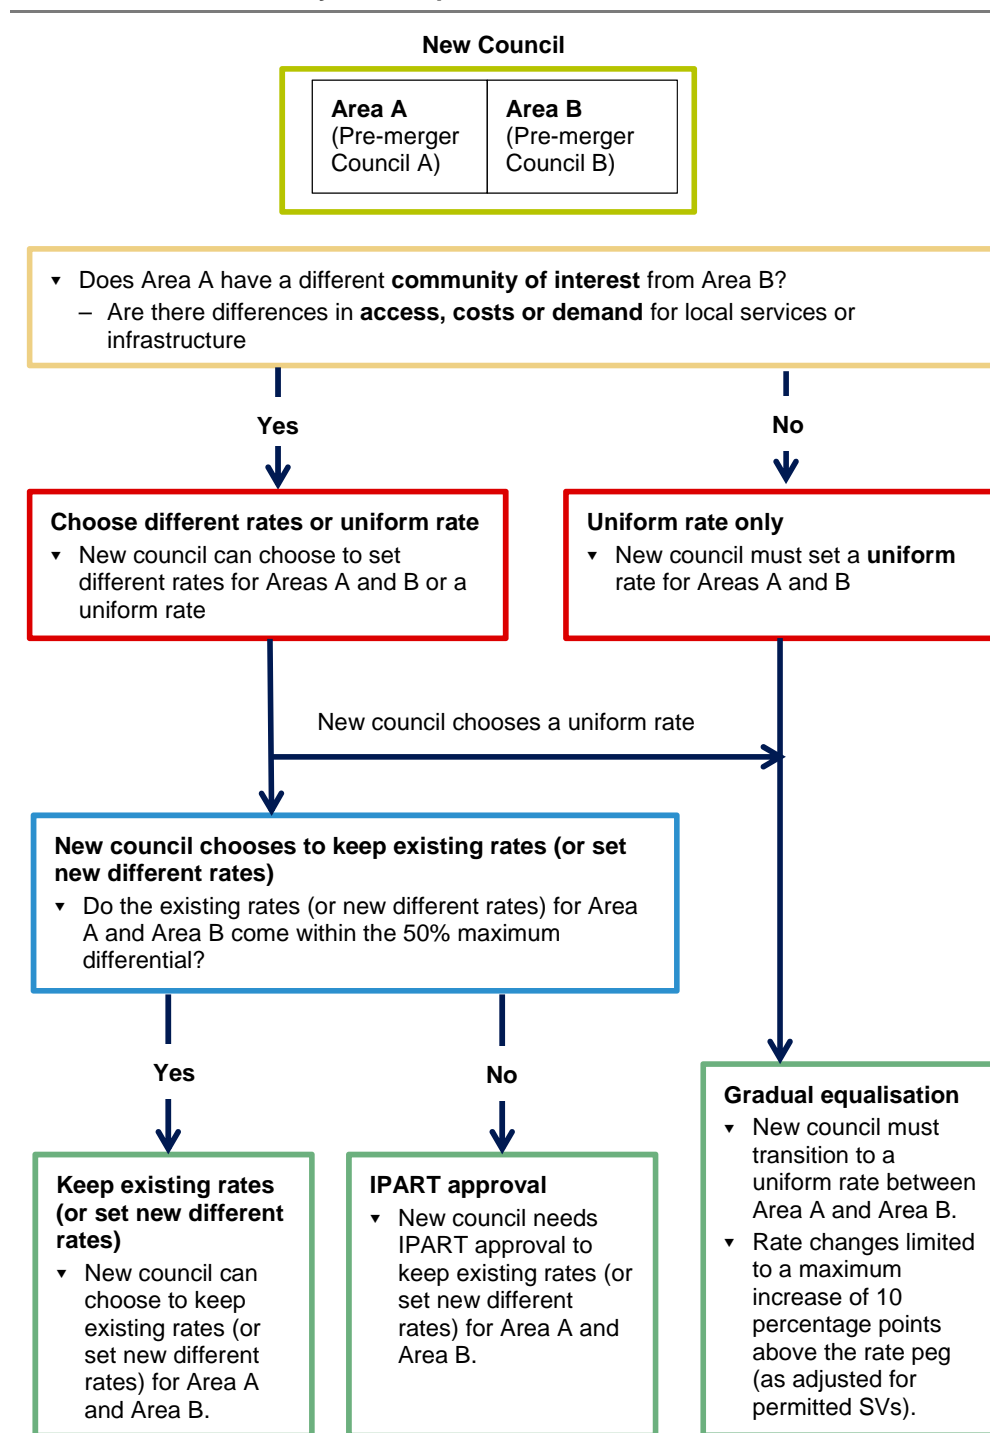 New Council
Area A
(Pre-merger
Council A)
Area B
(Pre-merger
Council B)
▾ Does Area A have a different community of interest from Area B?
– Are there differences in access, costs or demand for local services or
infrastructure
Yes
No
Choose different rates or uniform rate
▾ New council can choose to set
different rates for Areas A and B or a
uniform rate
Uniform rate only
▾ New council must set a uniform
rate for Areas A and B
New council chooses a uniform rate
New council chooses to keep existing rates (or set
new different rates)
▾ Do the existing rates (or new different rates) for Area
A and Area B come within the 50% maximum
differential?
Yes
No
Keep existing rates
(or set new different
rates)
▾ New council can
choose to keep
existing rates (or
set new different
rates) for Area A
and Area B.
IPART approval
▾ New council needs
IPART approval to
keep existing rates (or
set new different
rates) for Area A and
Area B.
Gradual equalisation
▾ New council must
transition to a
uniform rate between
Area A and Area B.
▾ Rate changes limited
to a maximum
increase of 10
percentage points
above the rate peg
(as adjusted for
permitted SVs).